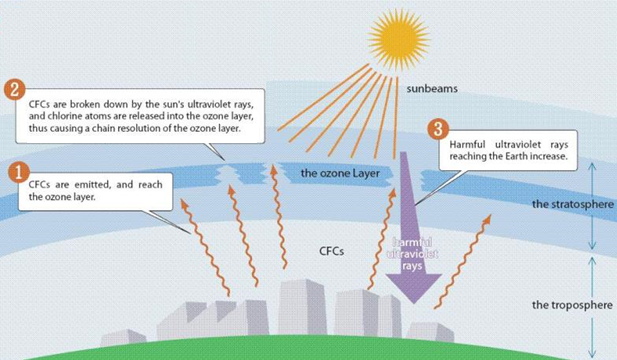 sunbeams
2
CFCs are broken down by the sun's ultraviolet rays,
and chlorine atoms are released into the ozone layer,
thus causing a chain resolution of the ozone layer.
3
Harmful ultraviolet rays
reaching the Earth increase.
1
CFCs are emitted, and reach
the ozone layer.
the ozone Layer
the stratosphere
CFCs
harmful
ultraviolet
rays
the troposphere